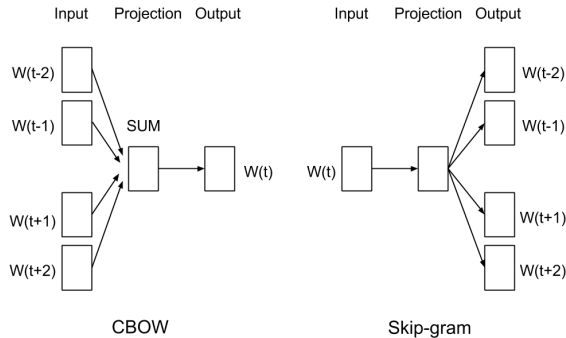 Input Projection Output
W(t-2)
W(t-1)
SUM
W(t)
W(t+1)
W(t+2)
CBOW
Input Projection Output
W(t-2)
W(t-1)
W(t)
W(t+1)
W(t+2)
Skip-gram